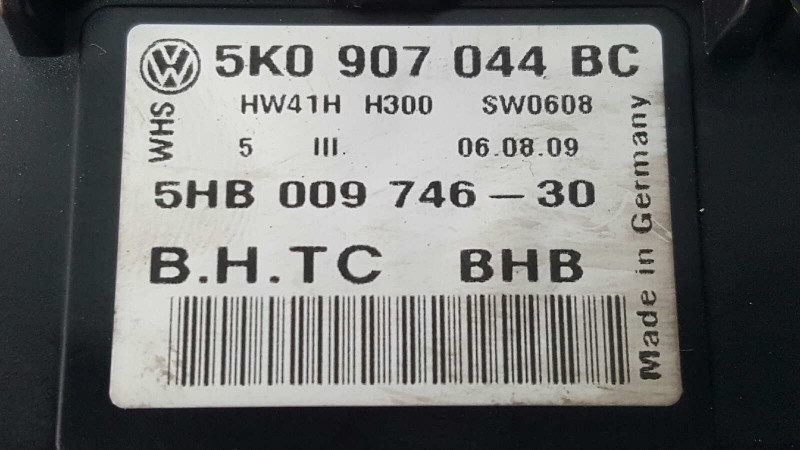 5K0 907 044 BC
HW41H H300 SW0608
5 III. 06.08.09
5HB 009 746-30
B.H.TC BHB
WHS
Made in Germany